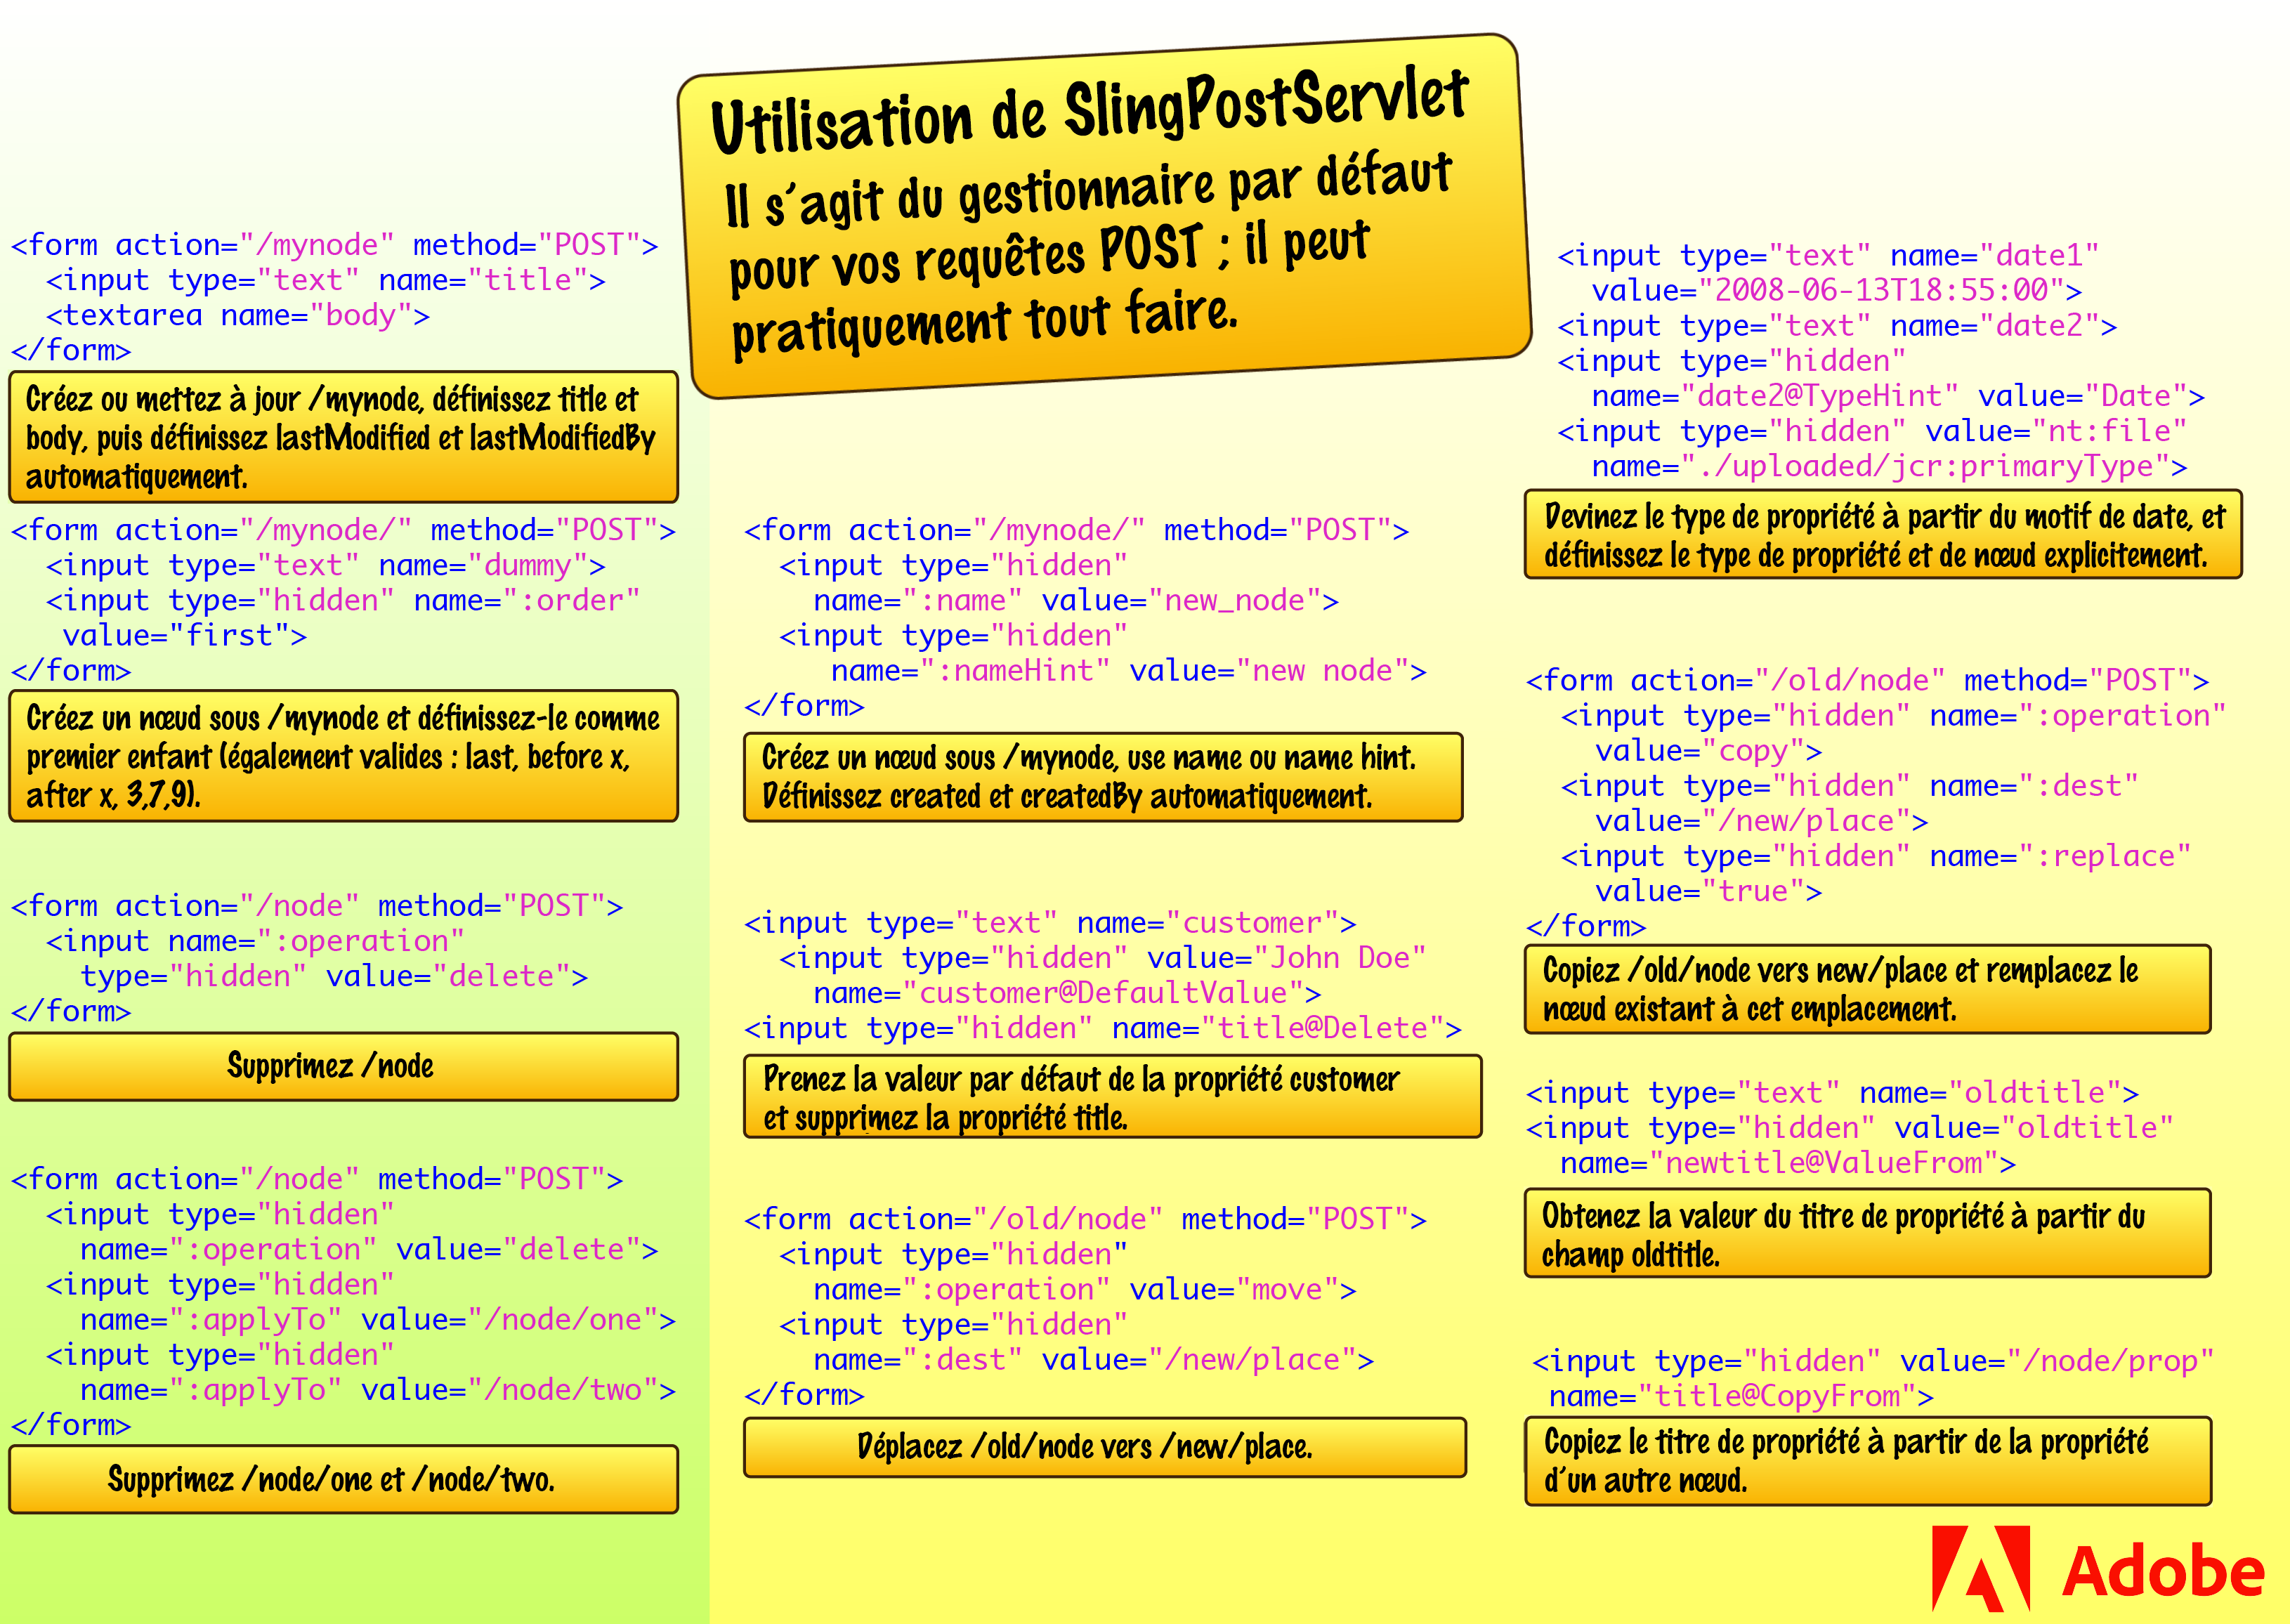 Utilisation de SlingPostServlet
Il s’agit du gestionnaire par défaut
pour vos requêtes POST ; il peut
pratiquement tout faire.
<form action="/mynode" method="POST">
<input type="text" name="title">
<textarea name="body">
</form>
Créez ou mettez à jour /mynode, définissez title et
body, puis définissez lastModified et lastModifiedBy
automatiquement.
<form action="/mynode/" method="POST">
<input type="text" name="dummy">
<input type="hidden" name=":order"
value="first">
</form>
Créez un nœud sous /mynode et définissez-le comme
premier enfant (également valides : last, before x,
after x, 3,7,9).
<form action="/node" method="POST">
<input name=":operation"
type="hidden" value="delete">
</form>
Supprimez /node
<form action="/node" method="POST">
<input type="hidden"
name=":operation" value="delete">
<input type="hidden"
name=":applyTo" value="/node/one">
<input type="hidden"
name=":applyTo" value="/node/two">
</form>
Supprimez /node/one et /node/two.
<form action="/mynode/" method="POST">
<input type="hidden"
name=":name" value="new_node">
<input type="hidden"
name=":nameHint" value="new node">
</form>
Créez un nœud sous /mynode, use name ou name hint.
Définissez created et createdBy automatiquement.
<input type="text" name="customer">
<input type="hidden" value="John Doe"
name="customer@DefaultValue">
<input type="hidden" name="title@Delete">
Prenez la valeur par défaut de la propriété customer
et supprimez la propriété title.
<form action="/old/node" method="POST">
<input type="hidden"
name=":operation" value="move">
<input type="hidden"
name=":dest" value="/new/place">
</form>
Déplacez /old/node vers /new/place.
<input type="text" name="date1"
value="2008-06-13T18:55:00">
<input type="text" name="date2">
<input type="hidden"
name="date2@TypeHint" value="Date">
<input type="hidden" value="nt:file"
name="./uploaded/jcr:primaryType">
Devinez le type de propriété à partir du motif de date, et
définissez le type de propriété et de nœud explicitement.
<form action="/old/node" method="POST">
<input type="hidden" name=":operation"
value="copy">
<input type="hidden" name=":dest"
value="/new/place">
<input type="hidden" name=":replace"
value="true">
</form>
Copiez /old/node vers new/place et remplacez le
nœud existant à cet emplacement.
<input type="text" name="oldtitle">
<input type="hidden" value="oldtitle"
name="newtitle@ValueFrom">
Obtenez la valeur du titre de propriété à partir du
champ oldtitle.
<input type="hidden" value="/node/prop"
name="title@CopyFrom">
Copiez le titre de propriété à partir de la propriété
d’un autre nœud.
Adobe